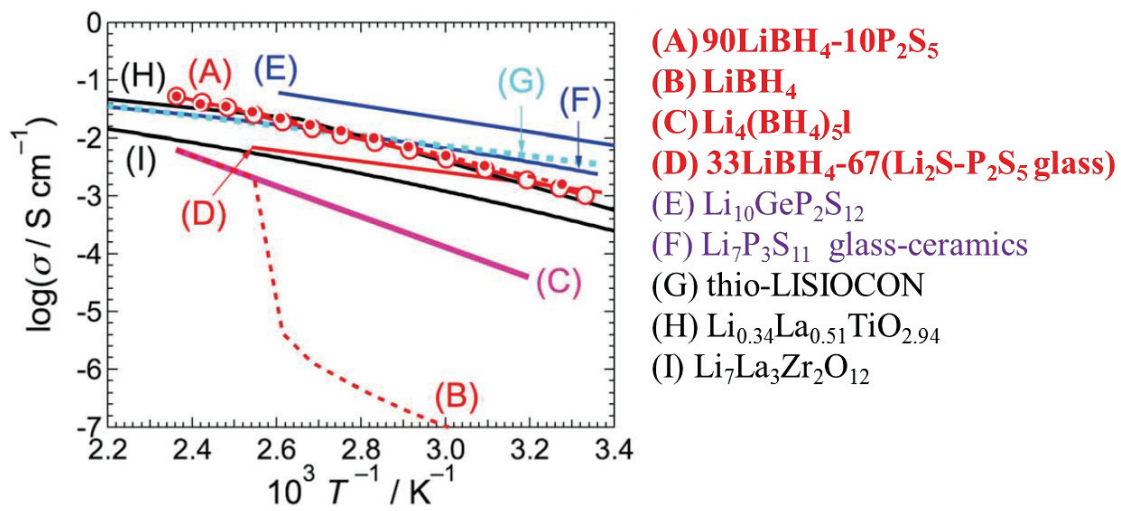 0
-1
-2
-3
-4
-5
-6
-7
log(σ / S cm⁻¹)
2.2 2.4 2.6 2.8 3.0 3.2 3.4
10³ T⁻¹ / K⁻¹
(H)
(A)
(E)
(G)
(F)
(I)
(D)
(C)
(B)
(A) 90LiBH₄-10P₂S₅
(B) LiBH₄
(C) Li₄(BH₄)₅l
(D) 33LiBH₄-67(Li₂S-P₂S₅ glass)
(E) Li₁₀GeP₂S₁₂
(F) Li₇P₃S₁₁ glass-ceramics
(G) thio-LISIOCON
(H) Li₀.₃₄La₀.₅₁TiO₂.₉₄
(I) Li₇La₃Zr₂O₁₂